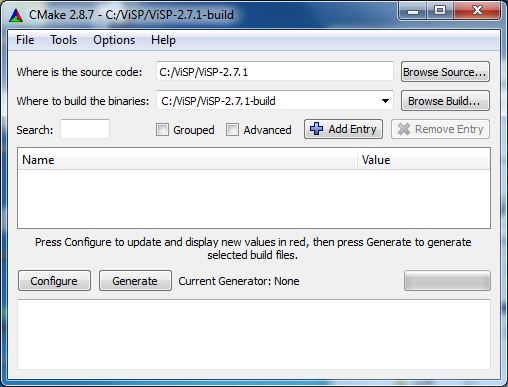 CMake 2.8.7 - C:/ViSP/ViSP-2.7.1-build
File Tools Options Help
Where is the source code: C:/ViSP/ViSP-2.7.1 Browse Source...
Where to build the binaries: C:/ViSP/ViSP-2.7.1-build Browse Build...
Search: Grouped Advanced Add Entry Remove Entry
Name Value
Press Configure to update and display new values in red, then press Generate to generate
selected build files.
Configure Generate Current Generator: None